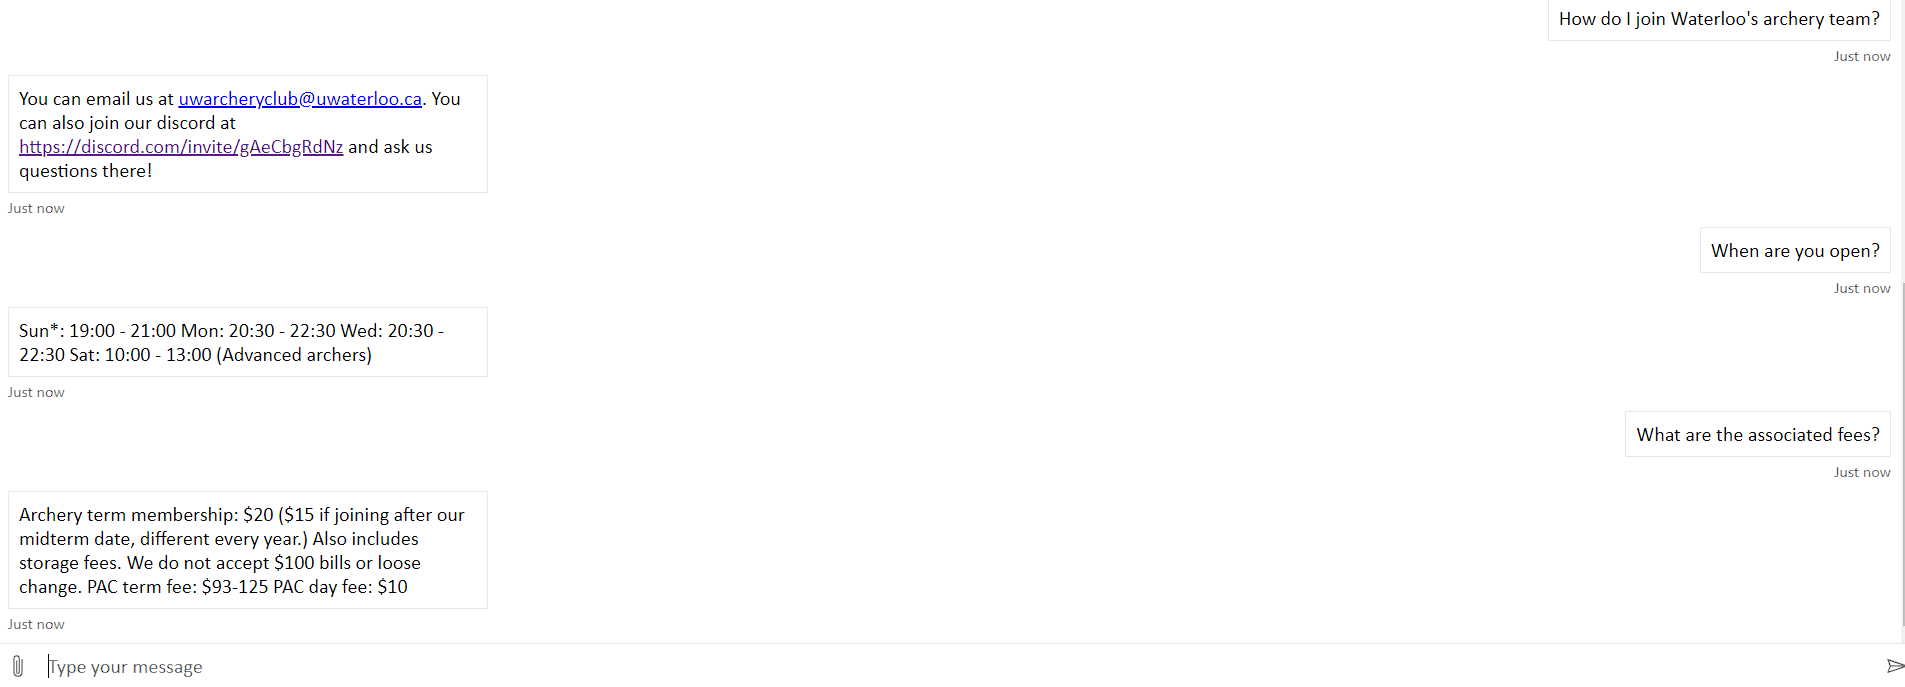 How do I join Waterloo's archery team?
Just now
You can email us at uwarcheryclub@uwaterloo.ca. You
can also join our discord at
https://discord.com/invite/gAeCbgRdNz and ask us
questions there!
Just now
When are you open?
Just now
Sun*: 19:00 - 21:00 Mon: 20:30 - 22:30 Wed: 20:30 -
22:30 Sat: 10:00 - 13:00 (Advanced archers)
Just now
What are the associated fees?
Just now
Archery term membership: $20 ($15 if joining after our
midterm date, different every year.) Also includes
storage fees. We do not accept $100 bills or loose
change. PAC term fee: $93-125 PAC day fee: $10
Just now
Type your message